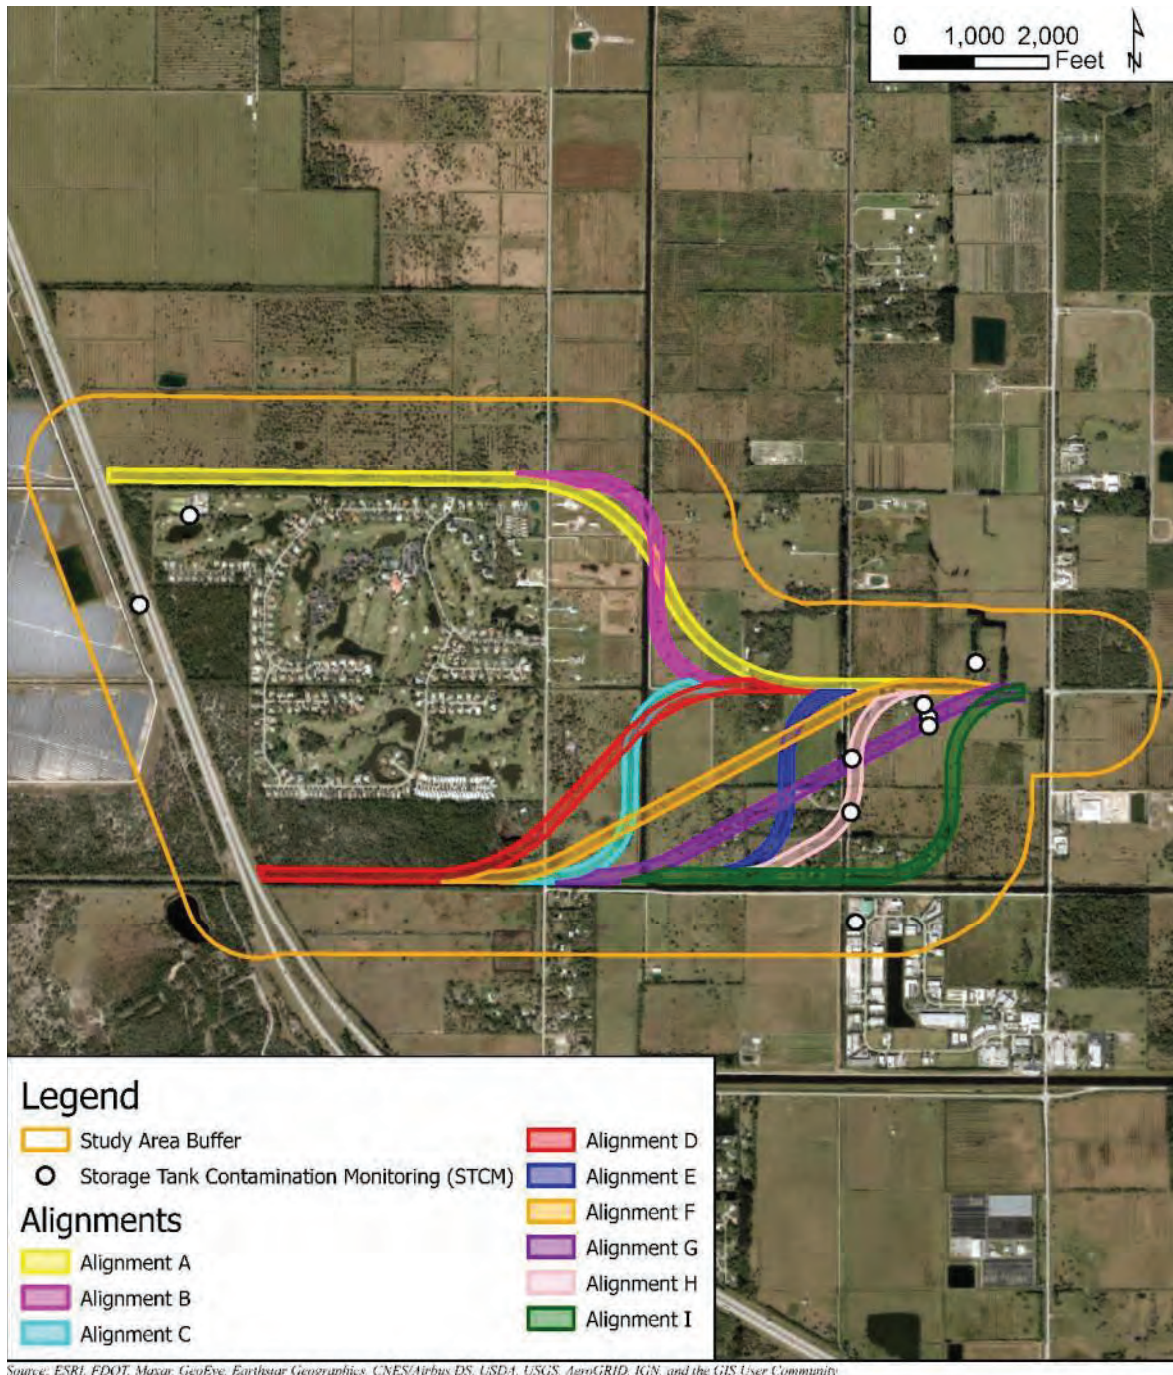 0 1,000 2,000
Feet
N
Legend
Study Area Buffer
Storage Tank Contamination Monitoring (STCM)
Alignments
Alignment A
Alignment B
Alignment C
Alignment D
Alignment E
Alignment F
Alignment G
Alignment H
Alignment I
Source: ESRI, FDOT, Maxar, GeoEye, Earthstar Geographics, CNES/Airbus DS, USDA, USGS, AeroGRID, IGN, and the GIS User Community